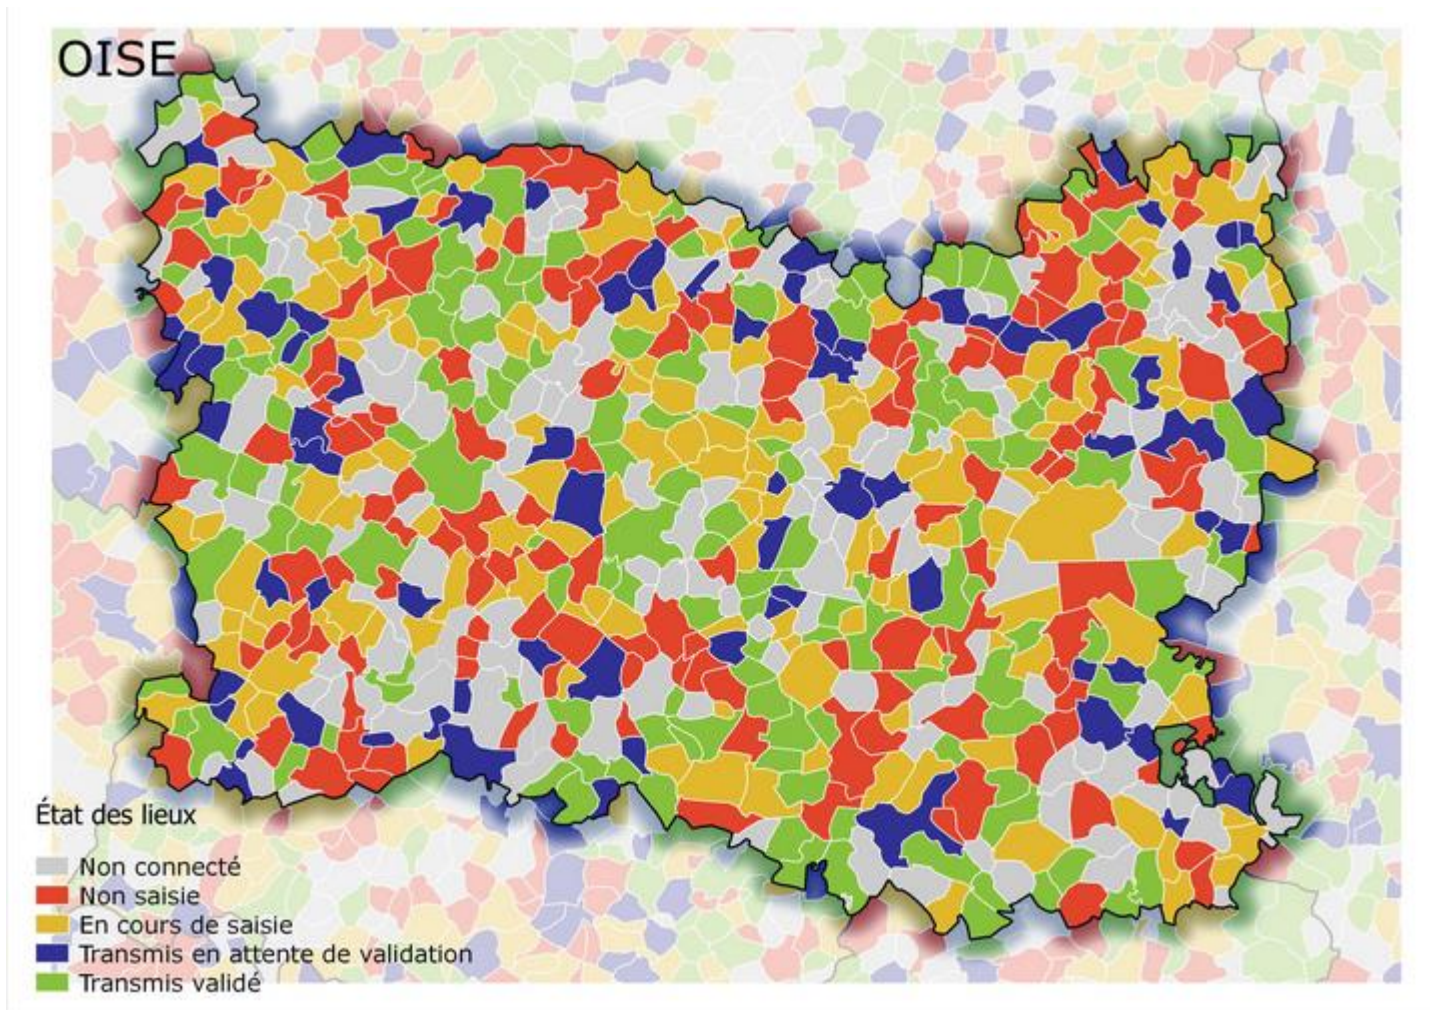 OISE
État des lieux
Non connecté
Non saisie
En cours de saisie
Transmis en attente de validation
Transmis validé